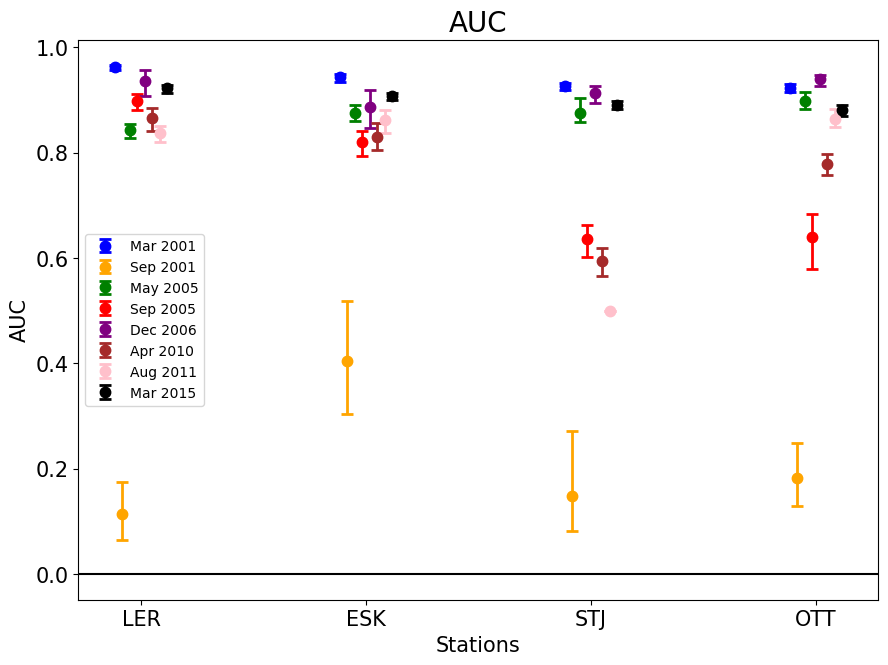 AUC
1.0
0.8
0.6
0.4
0.2
0.0
AUC
Mar 2001
Sep 2001
May 2005
Sep 2005
Dec 2006
Apr 2010
Aug 2011
Mar 2015
LER ESK STJ OTT
Stations